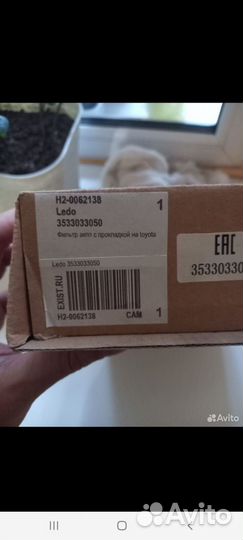 H2-0062138
Ledo
3533033050
1
Фильтр акпп с прокладкой на toyota
Ledo 3533033050
EXIST.RU
H2-0062138
CAM
1
EAC
35330330
Avito
Avito